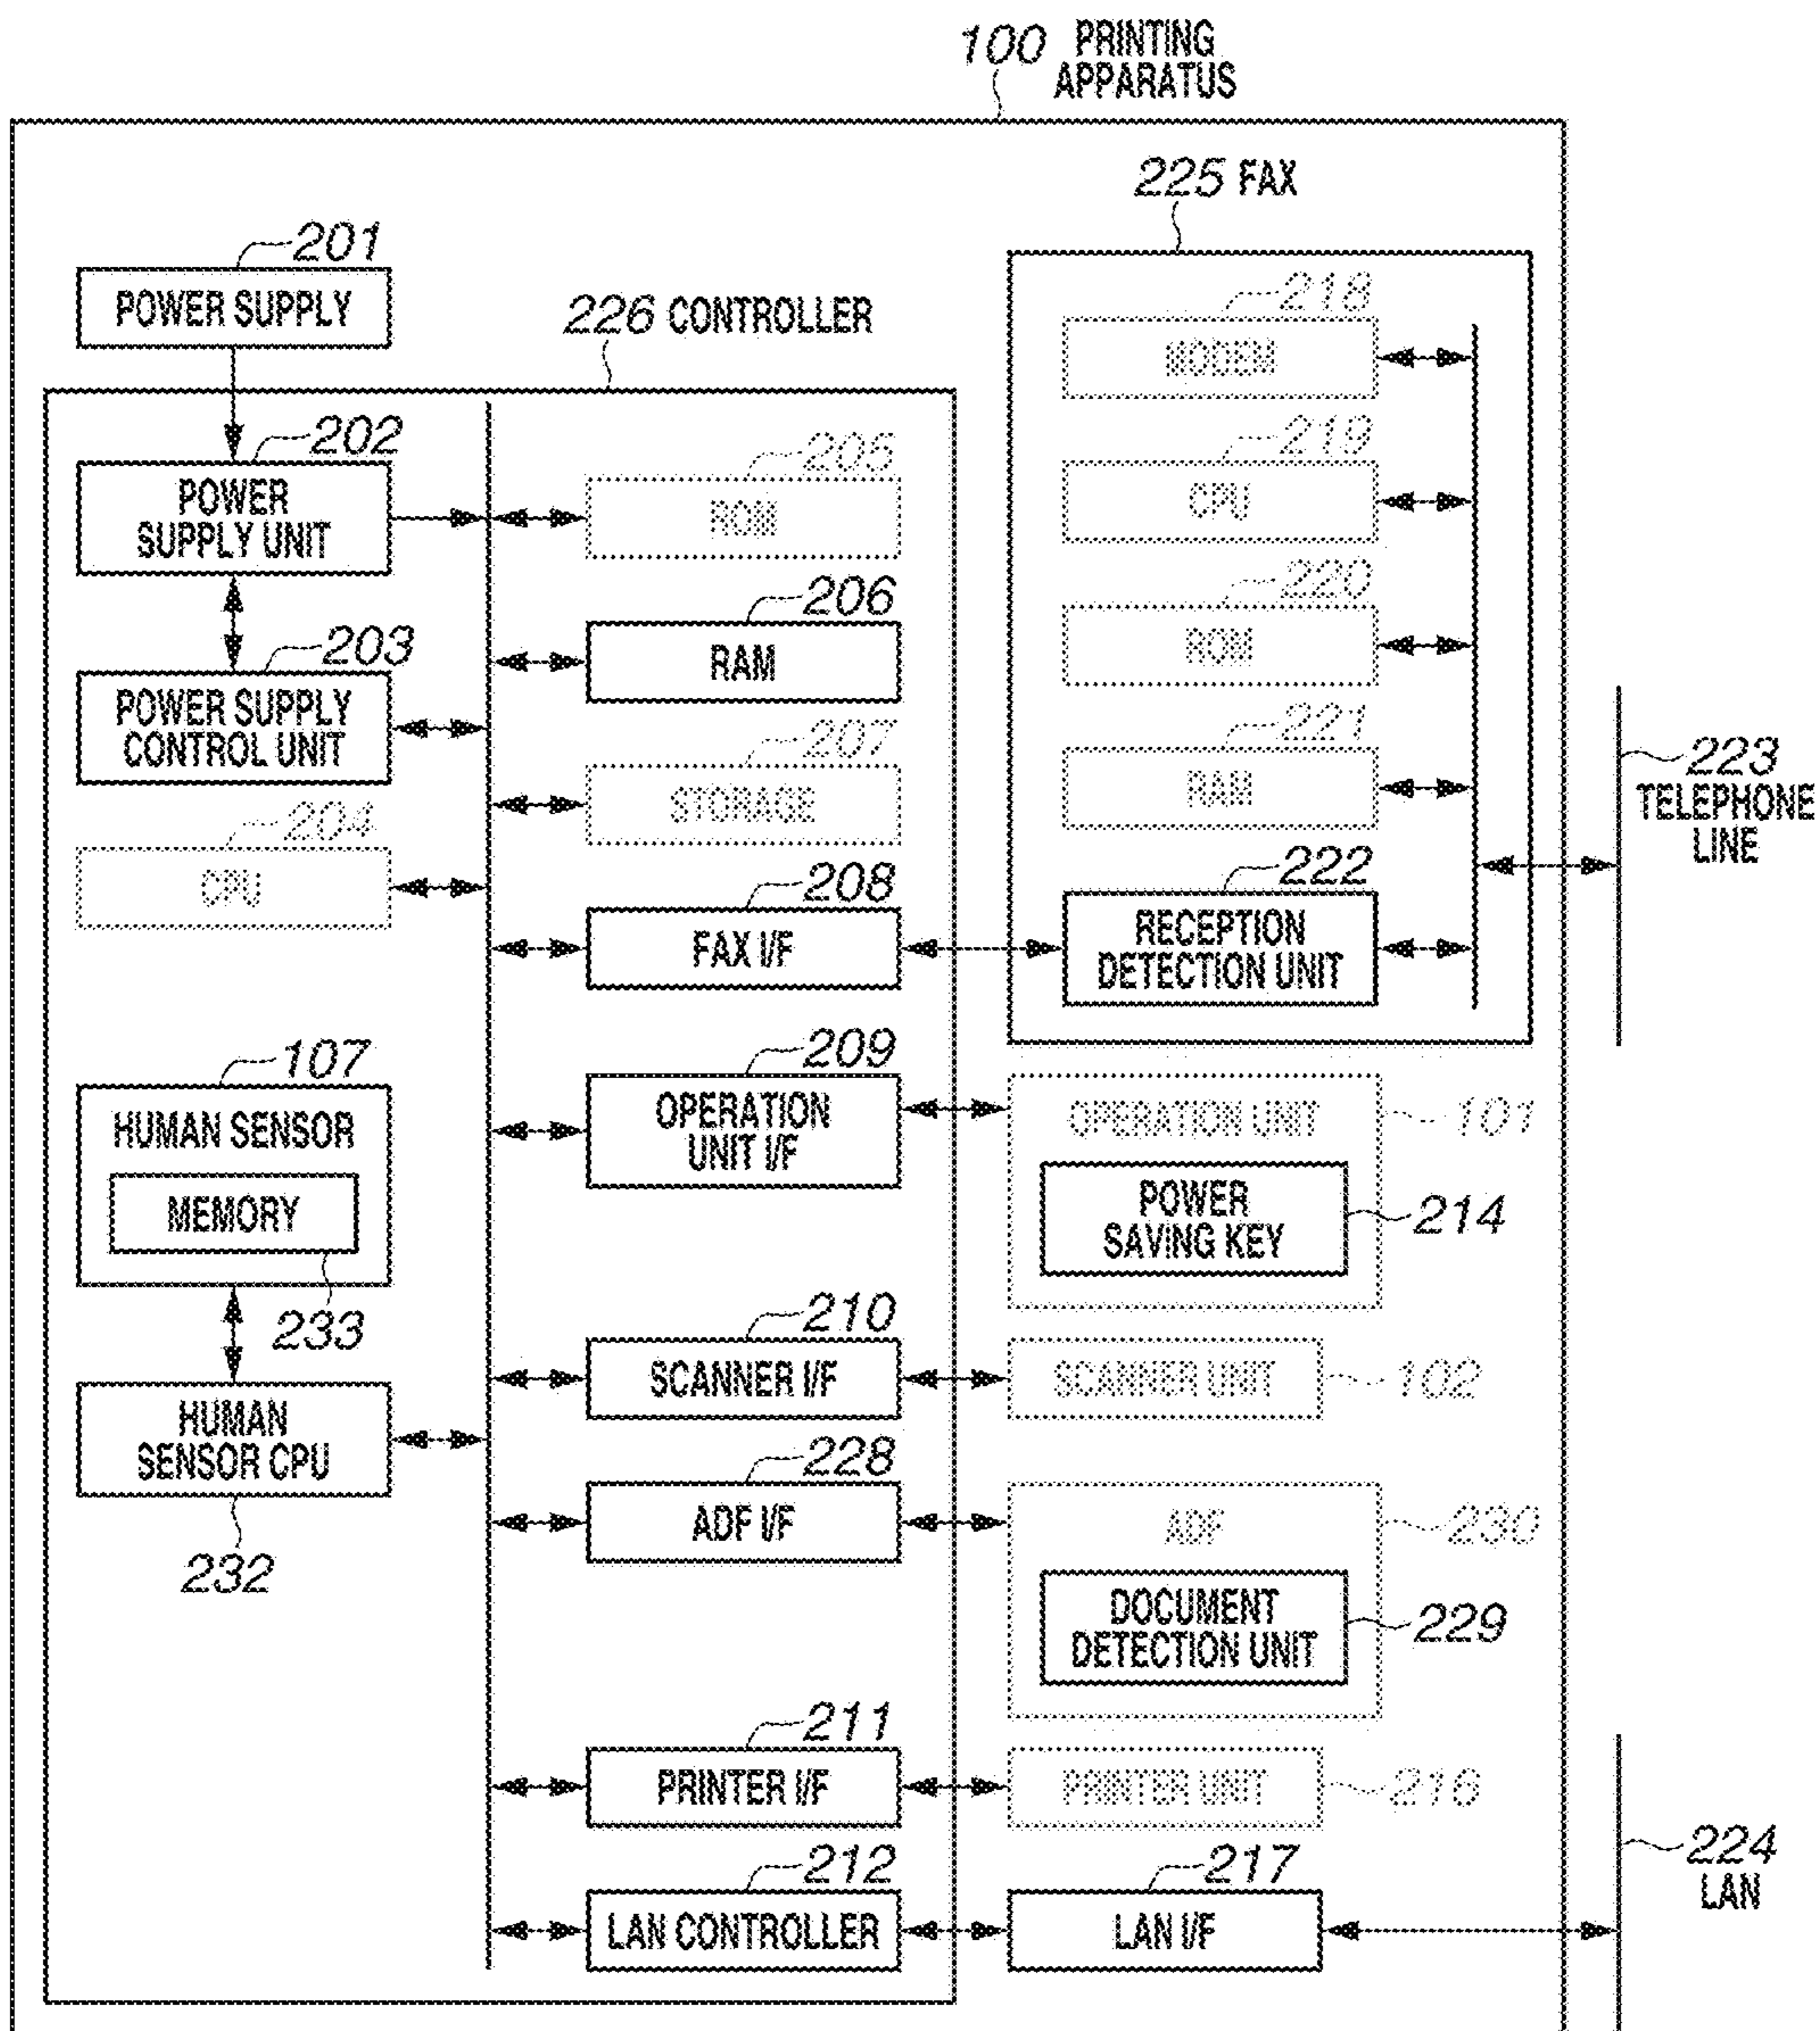 100 PRINTING
APPARATUS
225 FAX
201
POWER SUPPLY
226 CONTROLLER
218
MODEM
202
POWER
SUPPLY UNIT
205
ROM
219
CPU
206
RAM
220
ROM
203
POWER SUPPLY
CONTROL UNIT
207
STORAGE
221
RAM
223
TELEPHONE
LINE
204
CPU
208
FAX I/F
222
RECEPTION
DETECTION UNIT
107
HUMAN SENSOR
MEMORY
233
209
OPERATION
UNIT I/F
OPERATION UNIT
101
POWER
SAVING KEY
214
210
SCANNER I/F
SCANNER UNIT
102
HUMAN
SENSOR CPU
232
228
ADF I/F
ADF
230
DOCUMENT
DETECTION UNIT
229
211
PRINTER I/F
PRINTER UNIT
216
212
LAN CONTROLLER
217
LAN I/F
224
LAN